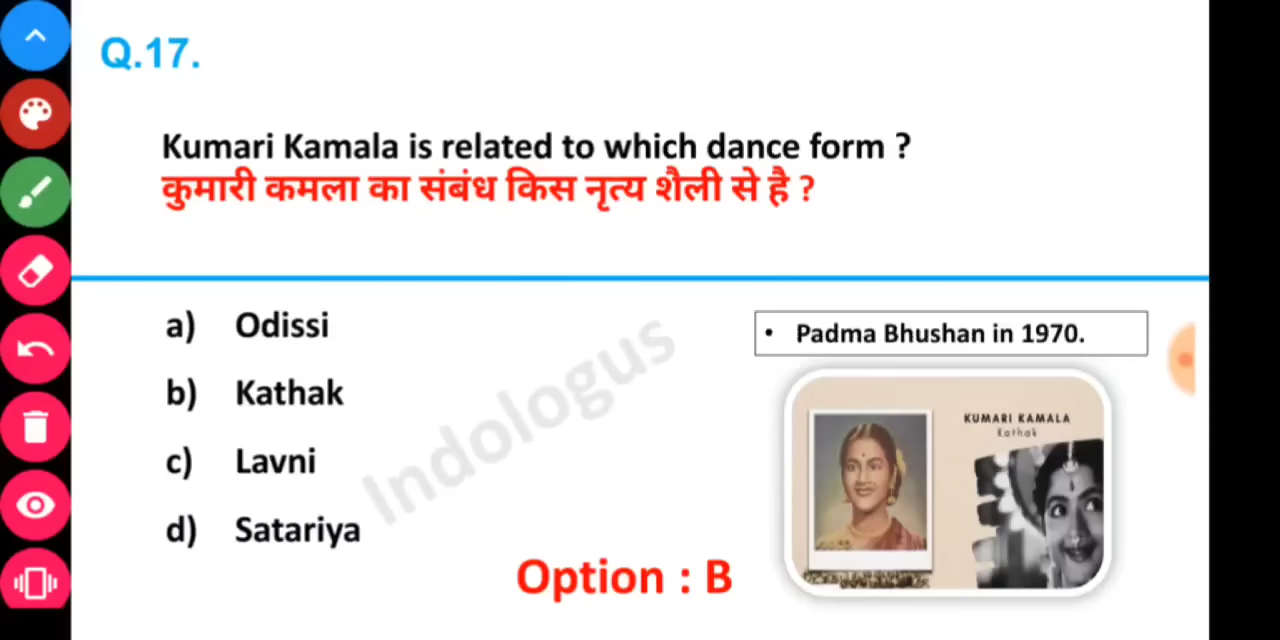 Q.17.
Kumari Kamala is related to which dance form ?
कुमारी कमला का संबंध किस नृत्य शैली से है ?
a) Odissi
b) Kathak
c) Lavni
d) Satariya
• Padma Bhushan in 1970.
KUMARI KAMALA
Kathak
Indologus
Option : B